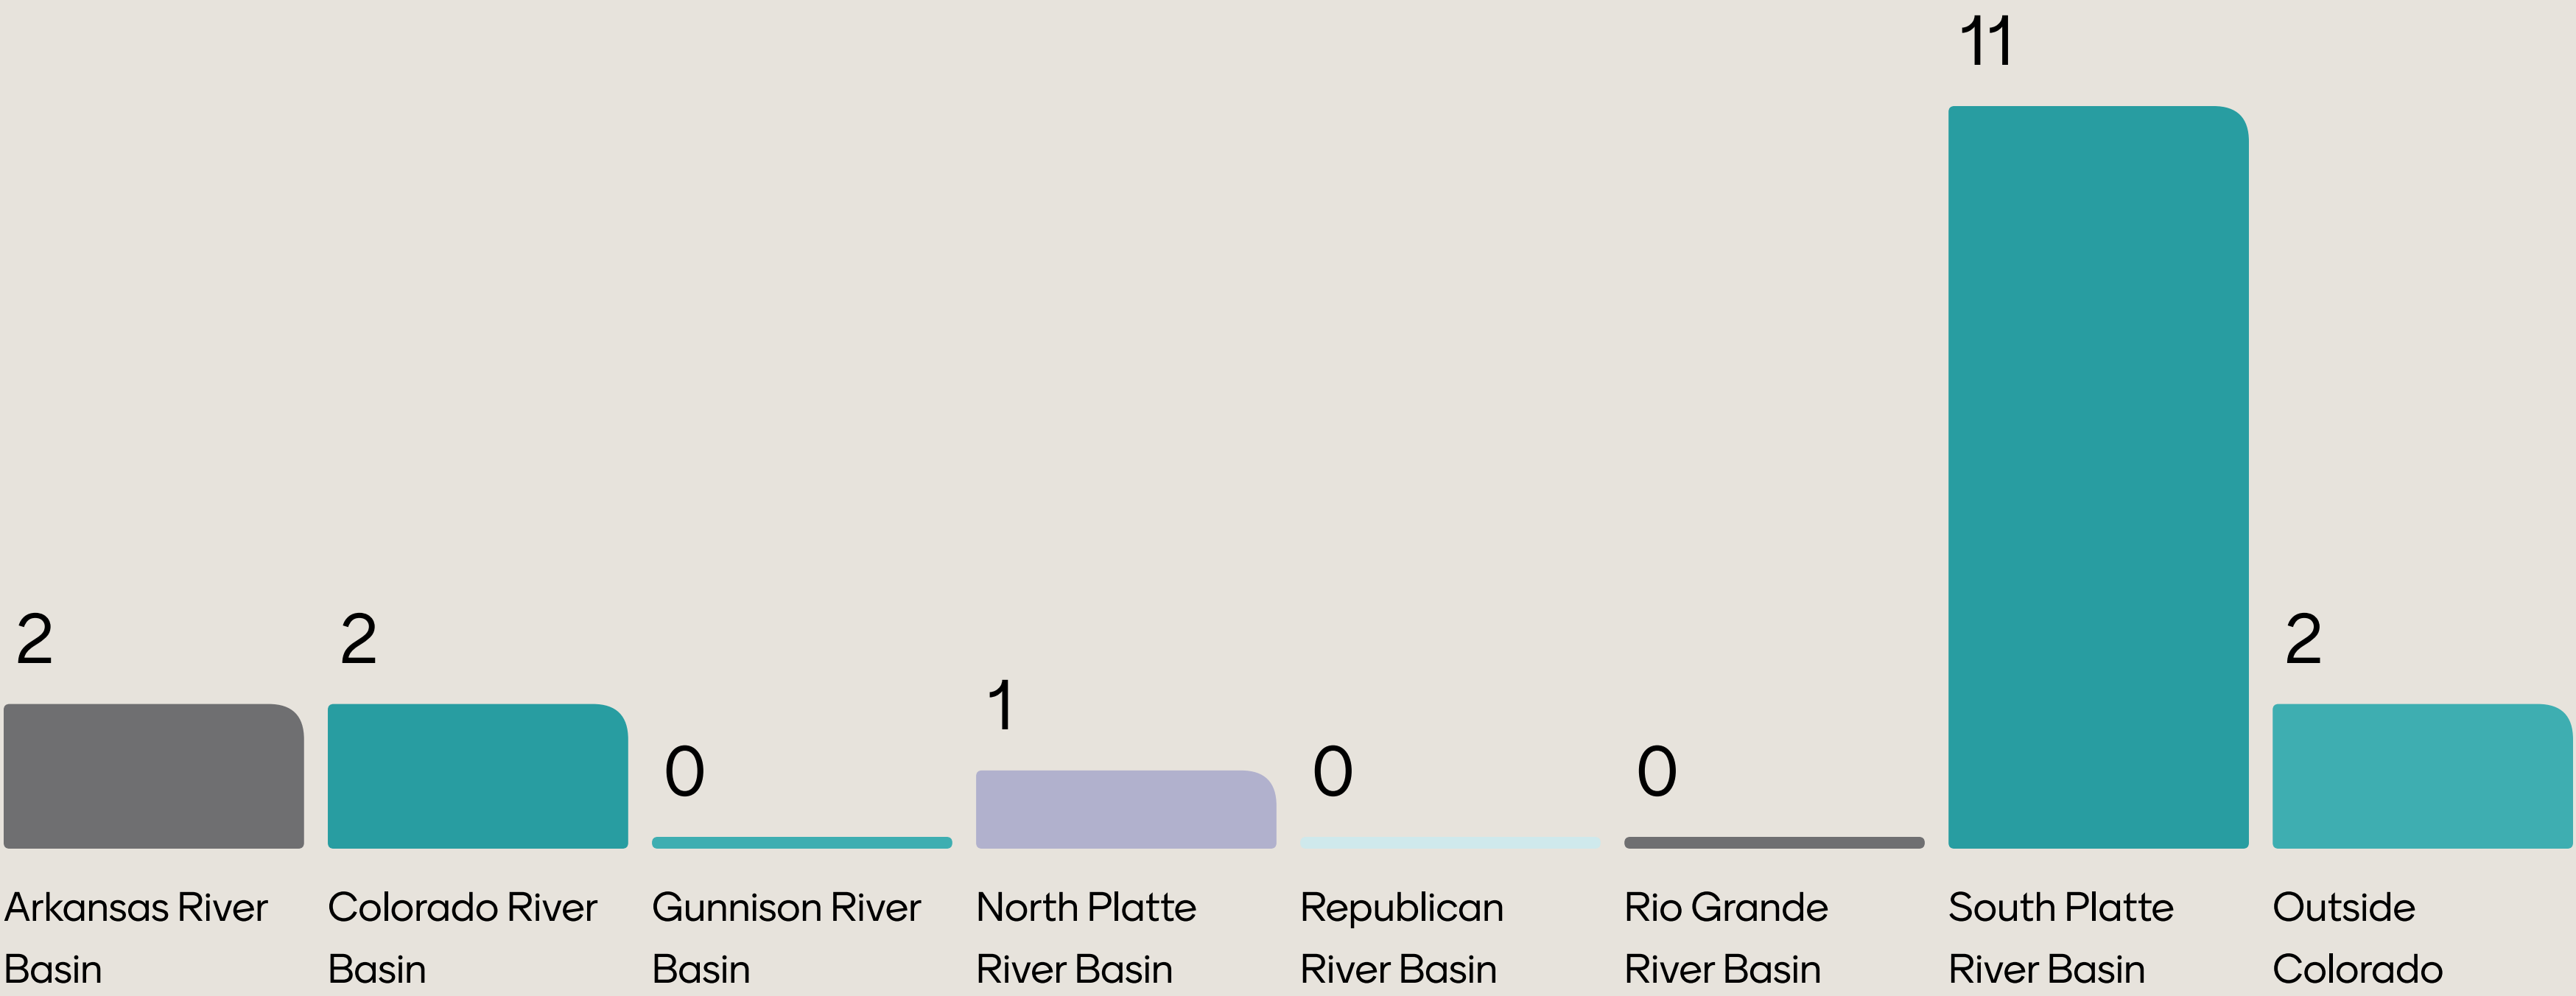 11
2
2
1
0
0
0
2
Arkansas River
Basin
Colorado River
Basin
Gunnison River
Basin
North Platte
River Basin
Republican
River Basin
Rio Grande
River Basin
South Platte
River Basin
Outside
Colorado